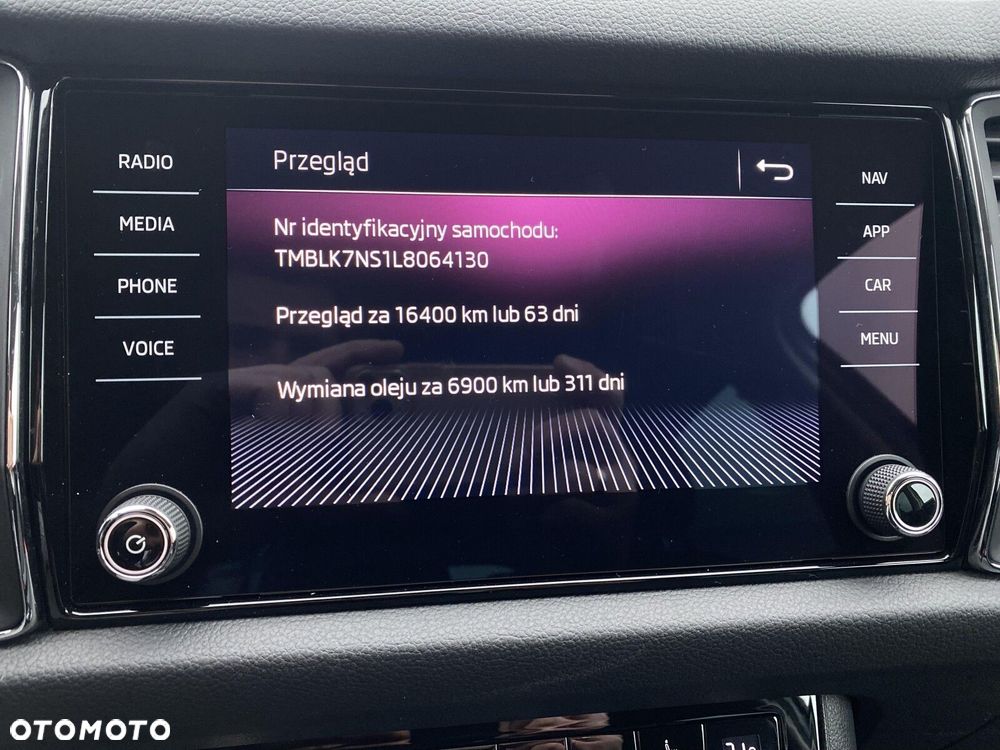 RADIO
MEDIA
PHONE
VOICE
Przegląd
Nr identyfikacyjny samochodu:
TMBLK7NS1L8064130
Przegląd za 16400 km lub 63 dni
Wymiana oleju za 6900 km lub 311 dni
NAV
APP
CAR
MENU
OTOMOTO